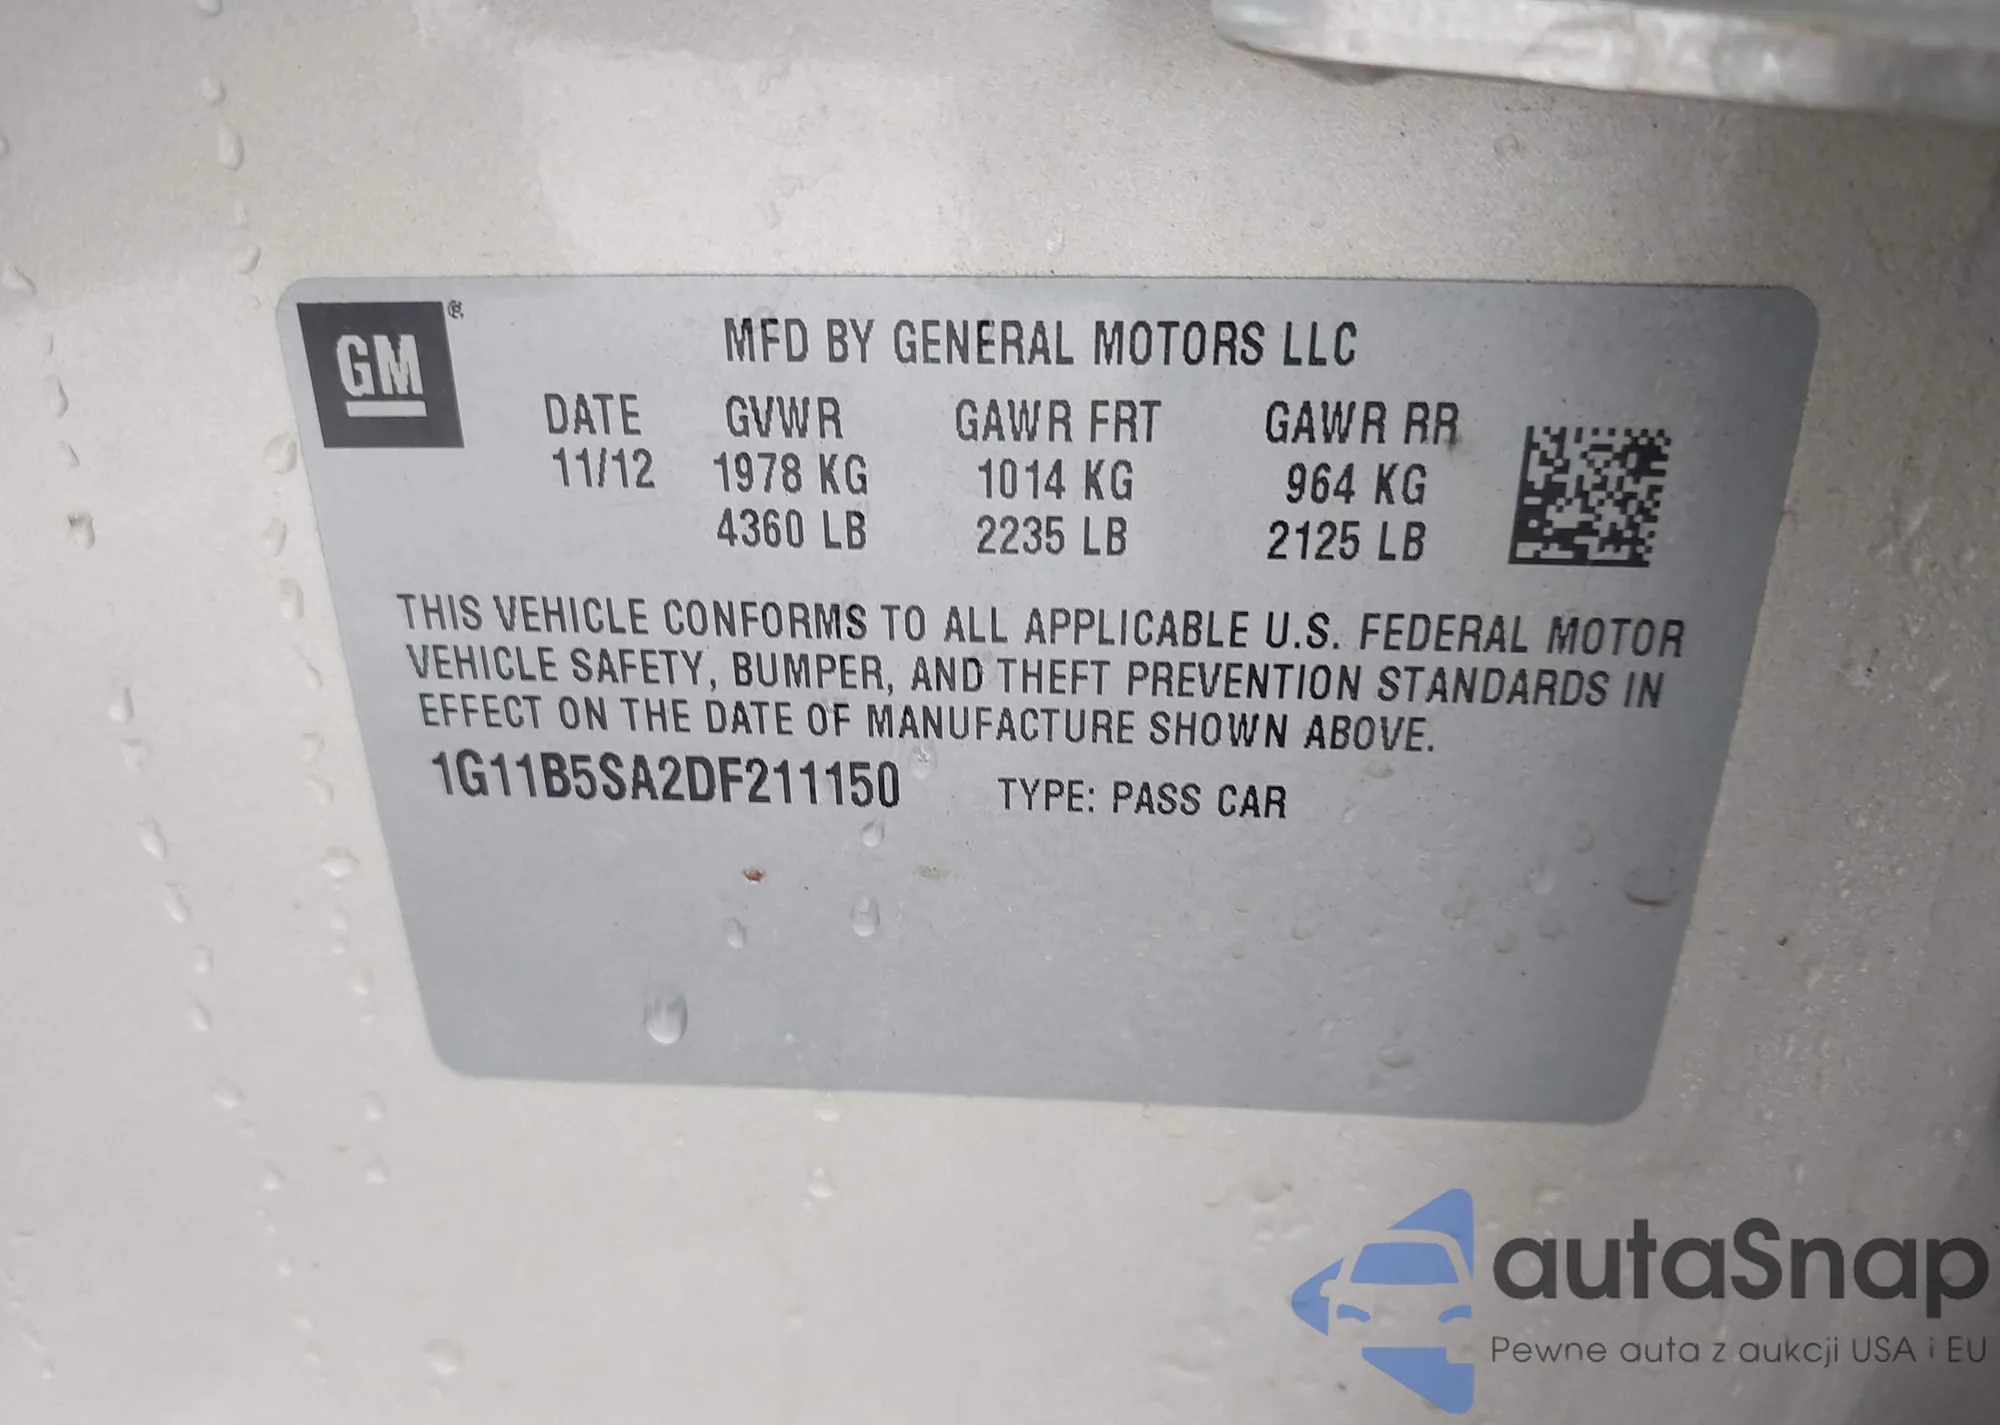 GM ®
MFD BY GENERAL MOTORS LLC
DATE GVWR GAWR FRT GAWR RR
11/12 1978 KG 1014 KG 964 KG
4360 LB 2235 LB 2125 LB
THIS VEHICLE CONFORMS TO ALL APPLICABLE U.S. FEDERAL MOTOR
VEHICLE SAFETY, BUMPER, AND THEFT PREVENTION STANDARDS IN
EFFECT ON THE DATE OF MANUFACTURE SHOWN ABOVE.
1G11B5SA2DF211150 TYPE: PASS CAR
autaSnap
Pewne auta z aukcji USA i EU